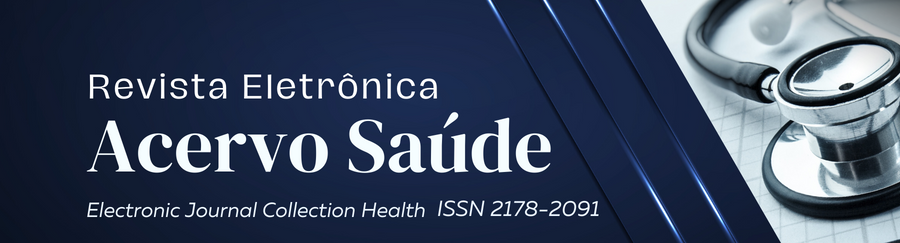 Revista Eletrônica
Acervo Saúde
Electronic Journal Collection Health ISSN 2178-2091